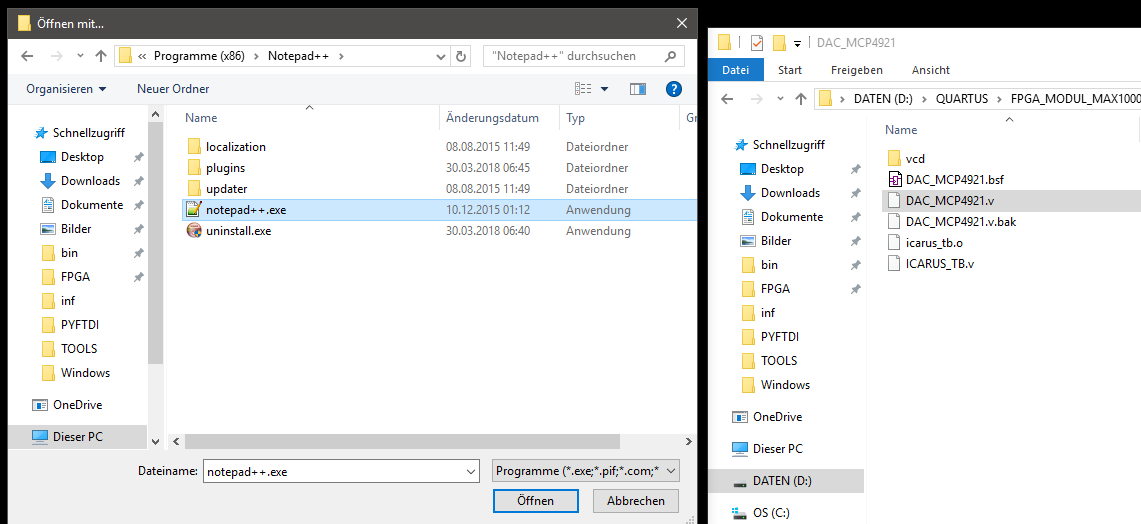 Öffnen mit...
« Programme (x86) Notepad++
"Notepad++" durchsuchen
Organisieren Neuer Ordner
Name Änderungsdatum Typ Gr
Schnellzugriff
Desktop
Downloads
Dokumente
Bilder
bin
FPGA
inf
PYFTDI
TOOLS
Windows
OneDrive
Dieser PC
localization 08.08.2015 11:49 Dateiordner
plugins 30.03.2018 06:45 Dateiordner
updater 08.08.2015 11:49 Dateiordner
notepad++.exe 10.12.2015 01:12 Anwendung
uninstall.exe 30.03.2018 06:40 Anwendung
Dateiname: notepad++.exe Programme (*.exe;*.pif;*.com;*
Öffnen Abbrechen
DAC_MCP4921
Datei Start Freigeben Ansicht
DATEN (D:) QUARTUS FPGA_MODUL_MAX1000
Name
Schnellzugriff
Desktop
Downloads
Dokumente
Bilder
bin
FPGA
inf
PYFTDI
TOOLS
Windows
OneDrive
Dieser PC
DATEN (D:)
OS (C:)
vcd
DAC_MCP4921.bsf
DAC_MCP4921.v
DAC_MCP4921.v.bak
icarus_tb.o
ICARUS_TB.v